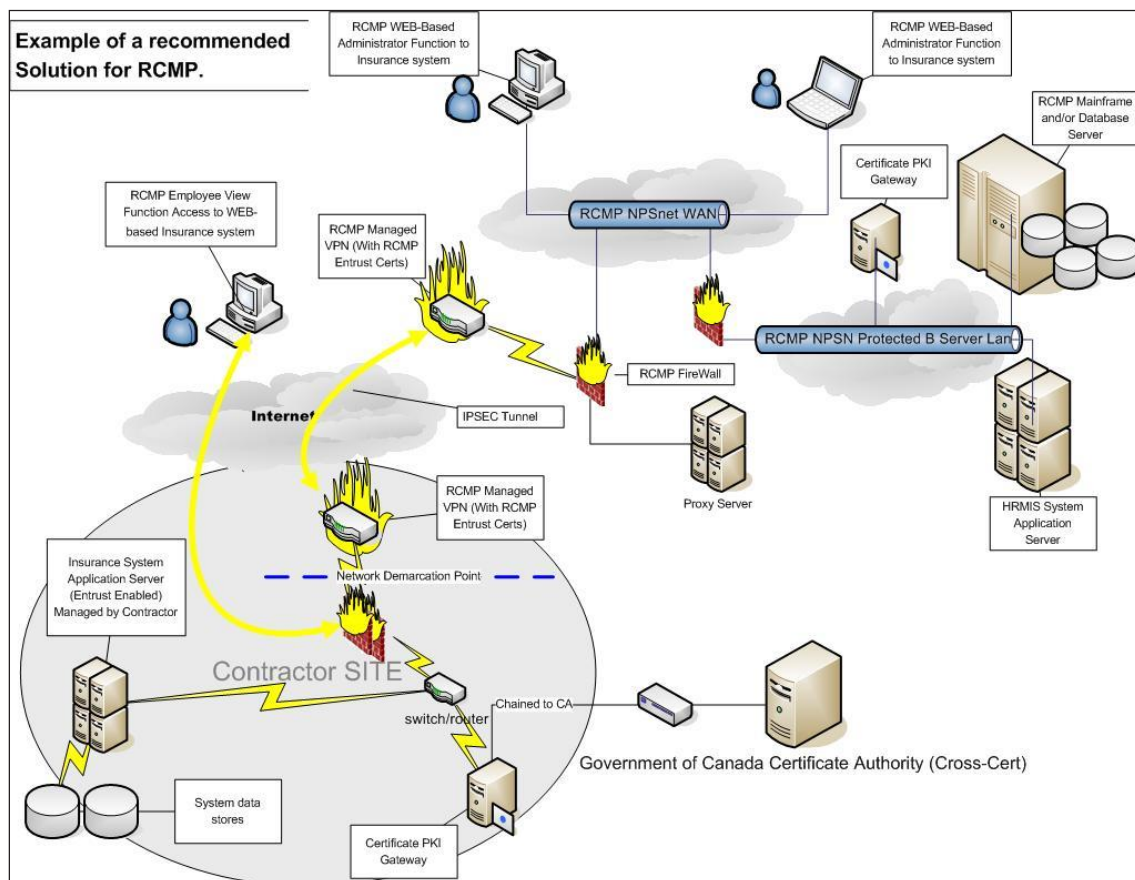 Example of a recommended
Solution for RCMP.
RCMP WEB-Based
Administrator Function to
Insurance system
RCMP WEB-Based
Administrator Function
to Insurance system
RCMP Mainframe
and/or Database
Server
Certificate PKI
Gateway
RCMP Employee View
Function Access to WEB-
based Insurance system
RCMP Managed
VPN (With RCMP
Entrust Certs)
RCMP NPSnet WAN
RCMP NPSN Protected B Server Lan
RCMP FireWall
Internet
IPSEC Tunnel
Proxy Server
HRMIS System
Application
Server
RCMP Managed
VPN (With RCMP
Entrust Certs)
Insurance System
Application Server
(Entrust Enabled)
Managed by Contractor
Network Demarcation Point
Contractor SITE
switch/router
Chained to CA
Government of Canada Certificate Authority (Cross-Cert)
System data
stores
Certificate PKI
Gateway